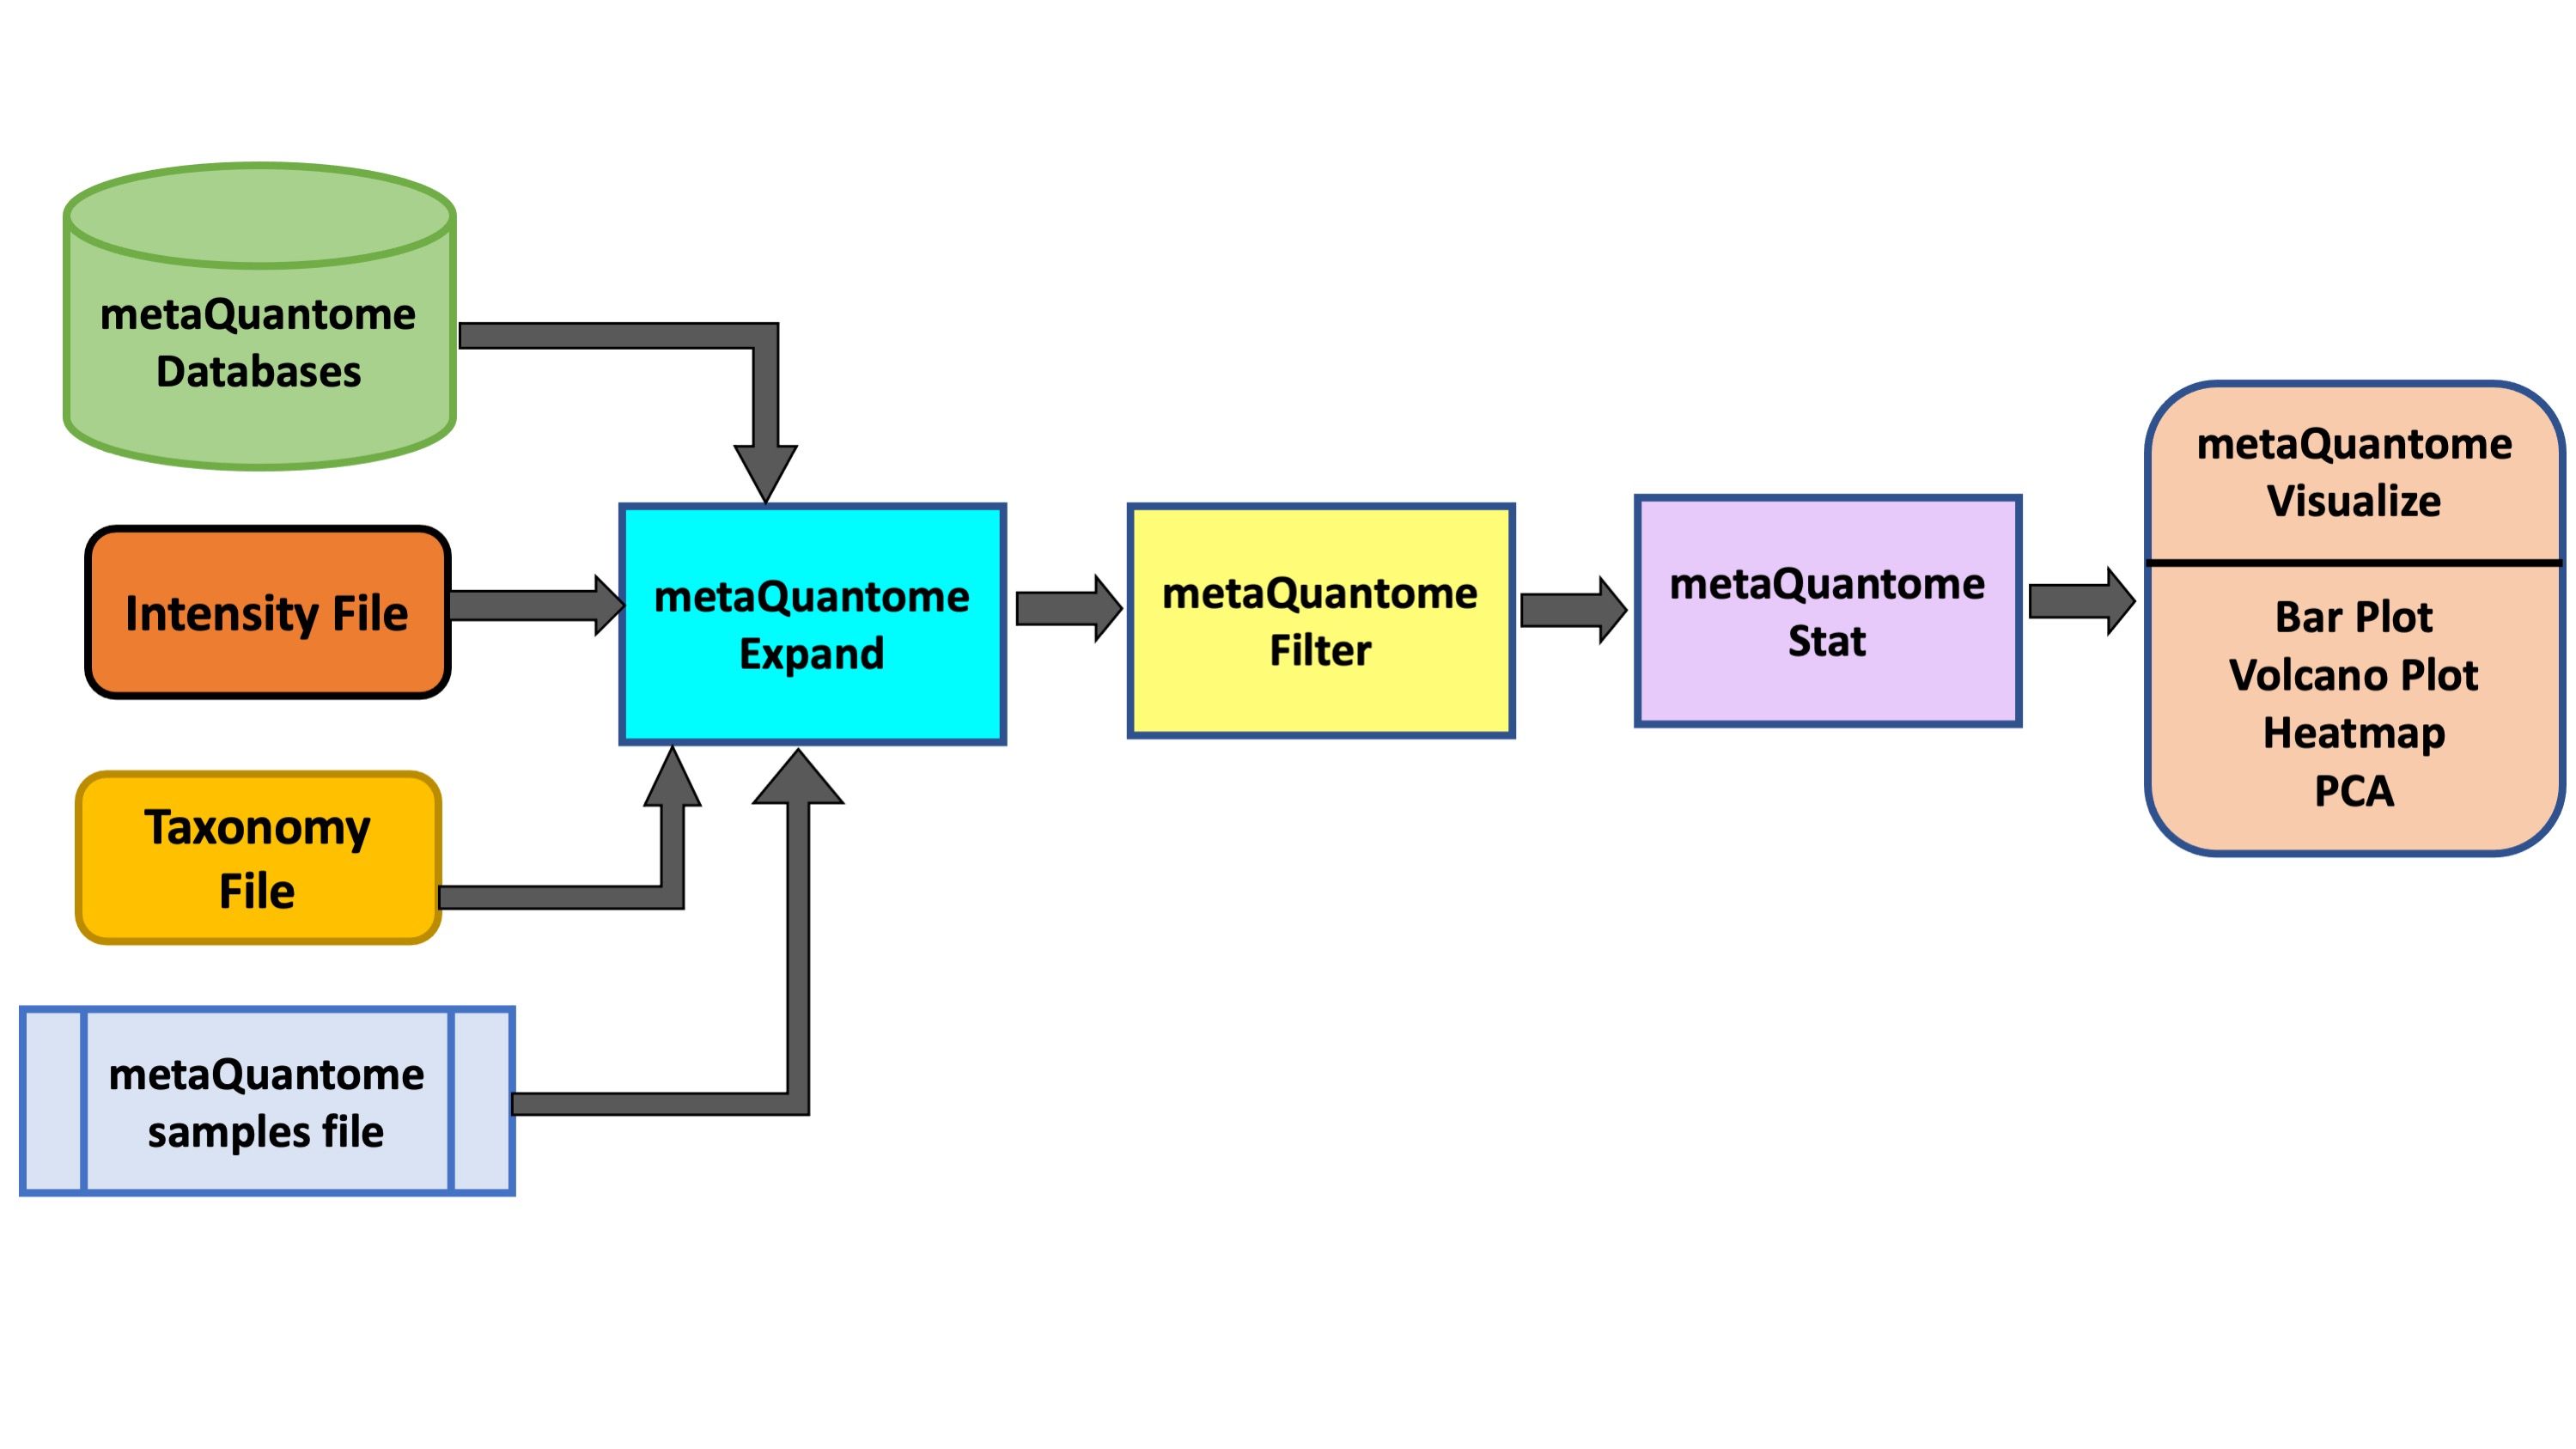 metaQuantome
Databases
Intensity File
Taxonomy
File
metaQuantome
samples file
metaQuantome
Expand
metaQuantome
Filter
metaQuantome
Stat
metaQuantome
Visualize
Bar Plot
Volcano Plot
Heatmap
PCA